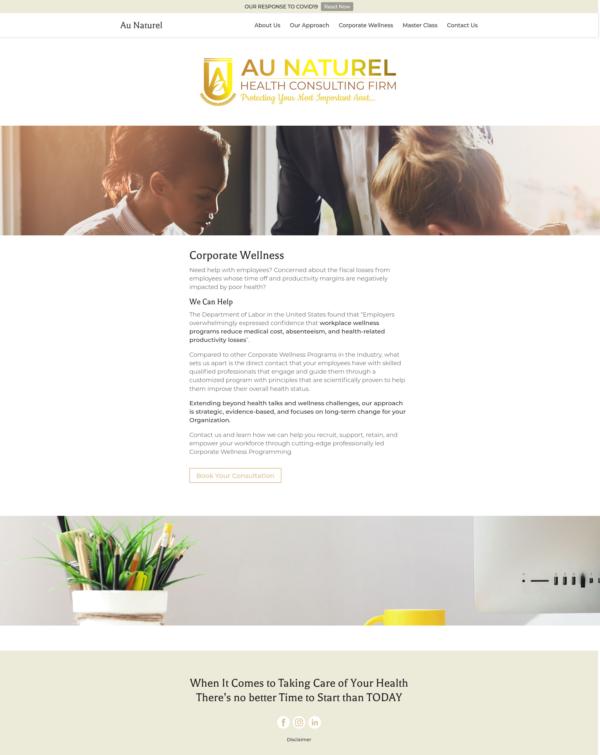 OUR RESPONSE TO COVID19 Read Now
Au Naturel
About Us Our Approach Corporate Wellness Master Class Contact Us
AU NATUREL
HEALTH CONSULTING FIRM
Protecting Your Most Important Asset...
Corporate Wellness
Need help with employees? Concerned about the fiscal losses from
employees whose time off and productivity margins are negatively
impacted by poor health?
We Can Help
The Department of Labor in the United States found that "Employers
overwhelmingly expressed confidence that workplace wellness
programs reduce medical cost, absenteeism, and health-related
productivity losses".
Compared to other Corporate Wellness Programs in the Industry, what
sets us apart is the direct contact that your employees have with skilled
qualified professionals that engage and guide them through a
customized program with principles that are scientifically proven to help
them improve their overall health status.
Extending beyond health talks and wellness challenges, our approach
is strategic, evidence-based, and focuses on long-term change for your
Organization.
Contact us and learn how we can help you recruit, support, retain, and
empower your workforce through cutting-edge professionally led
Corporate Wellness Programming
Book Your Consultation
When It Comes to Taking Care of Your Health
There's no better Time to Start than TODAY
Disclaimer